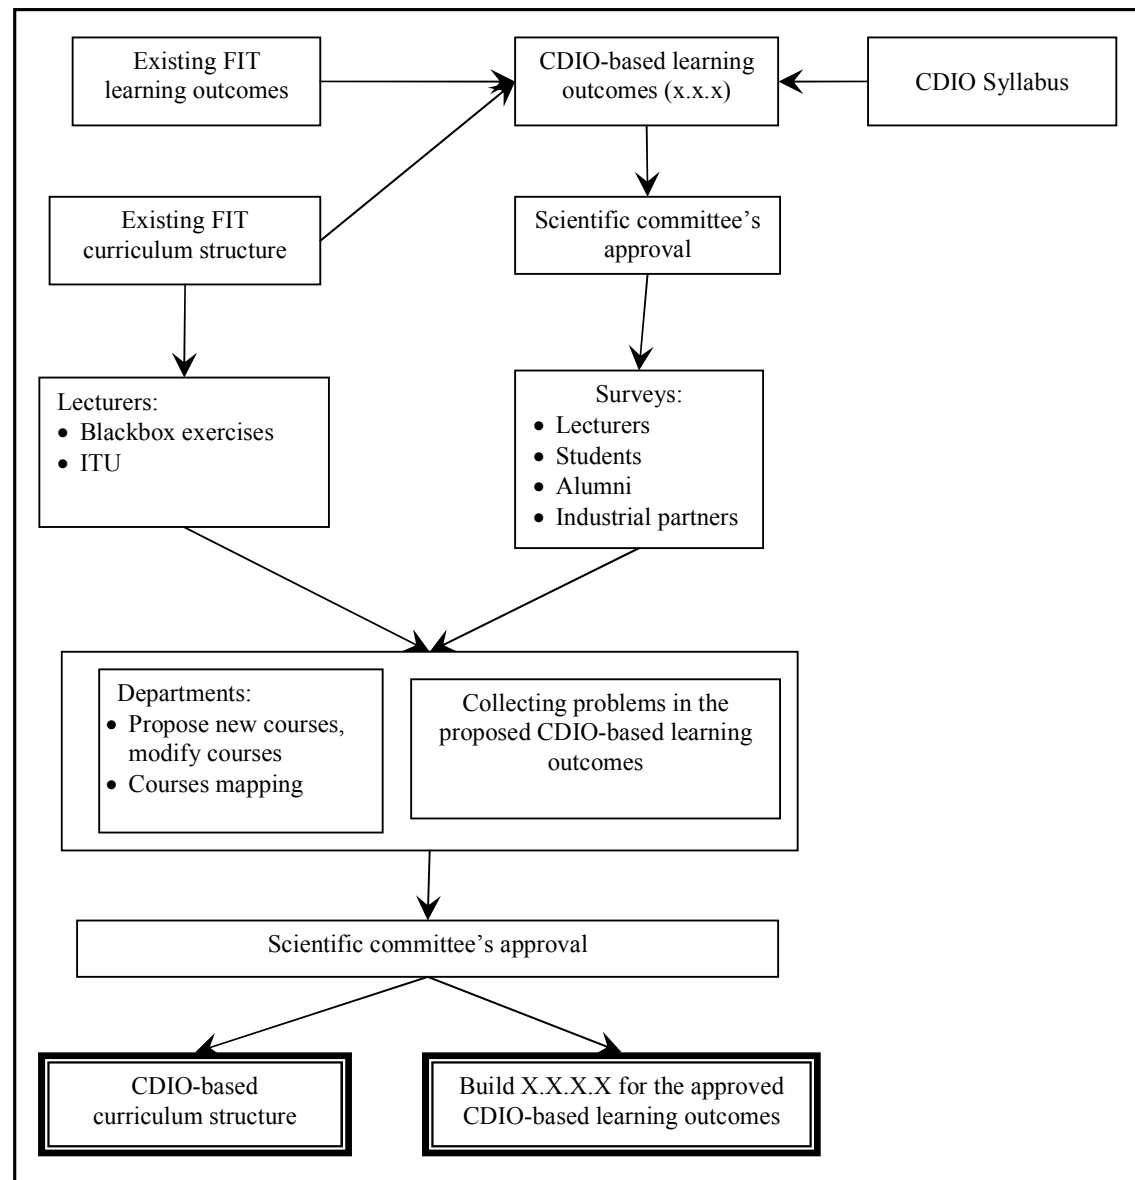 Existing FIT
learning outcomes
CDIO-based learning
outcomes (x.x.x)
CDIO Syllabus
Existing FIT
curriculum structure
Scientific committee’s
approval
Lecturers:
• Blackbox exercises
• ITU
Surveys:
• Lecturers
• Students
• Alumni
• Industrial partners
Departments:
• Propose new courses,
modify courses
• Courses mapping
Collecting problems in the
proposed CDIO-based learning
outcomes
Scientific committee’s approval
CDIO-based
curriculum structure
Build X.X.X.X for the approved
CDIO-based learning outcomes